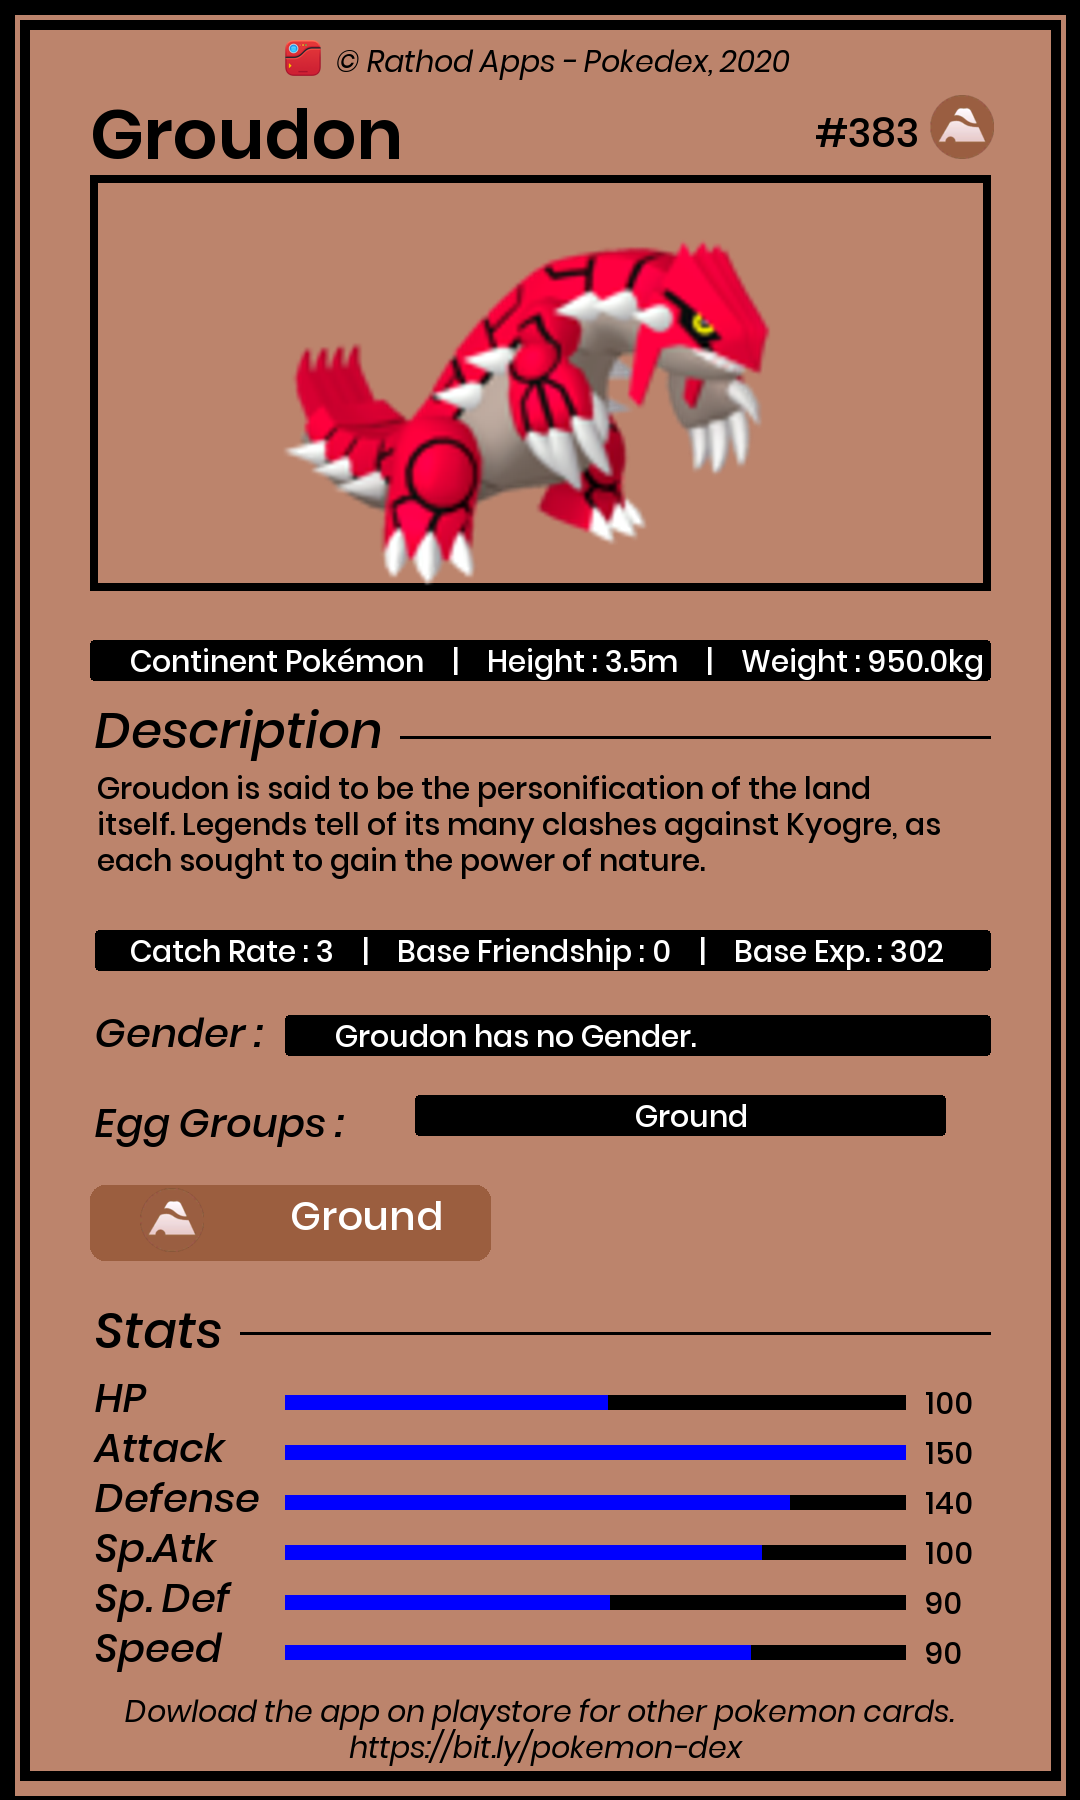 © Rathod Apps - Pokedex, 2020
Groudon
#383
Continent Pokémon | Height : 3.5m | Weight : 950.0kg
Description
Groudon is said to be the personification of the land
itself. Legends tell of its many clashes against Kyogre, as
each sought to gain the power of nature.
Catch Rate : 3 | Base Friendship : 0 | Base Exp. : 302
Gender : Groudon has no Gender.
Egg Groups : Ground
Ground
Stats
HP 100
Attack 150
Defense 140
Sp.Atk 100
Sp. Def 90
Speed 90
Dowload the app on playstore for other pokemon cards.
https://bit.ly/pokemon-dex